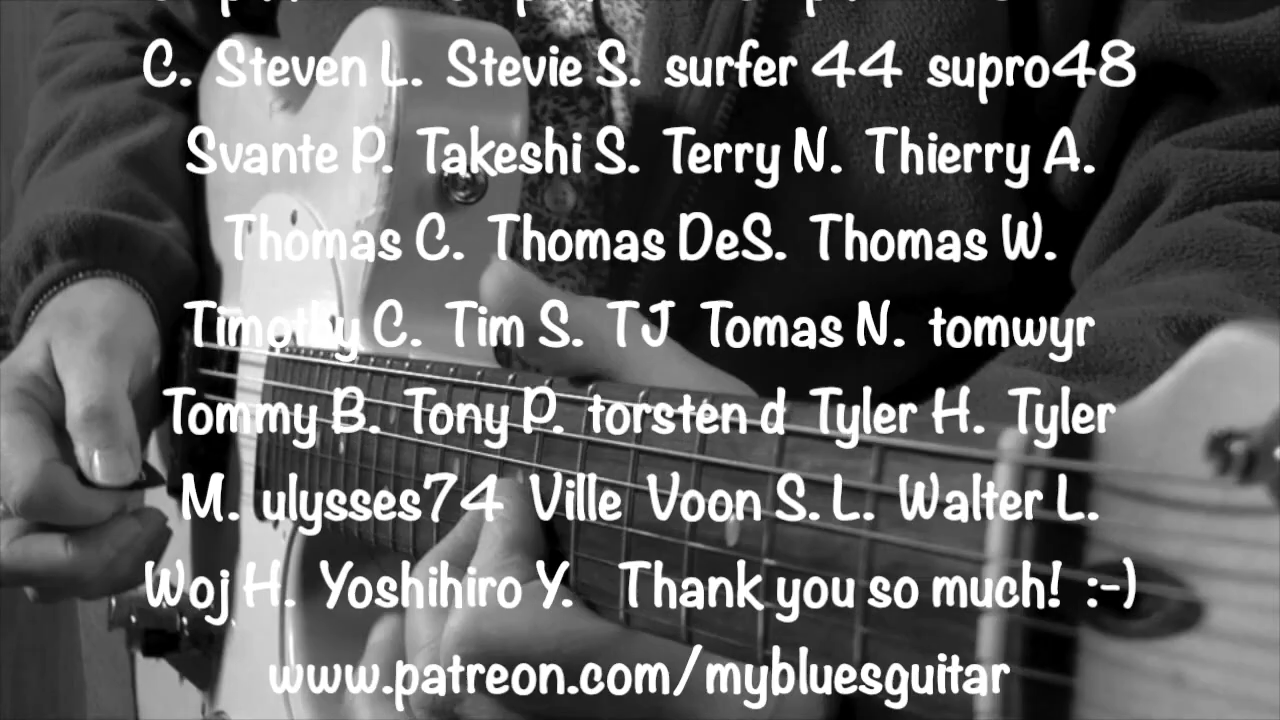 C. Steven L. Stevie S. surfer 44 supro48
Svante P. Takeshi S. Terry N. Thierry A.
Thomas C. Thomas DeS. Thomas W.
Timothy C. Tim S. TJ Tomas N. tomwyr
Tommy B. Tony P. torsten d Tyler H. Tyler
M. ulysses74 Ville Voon S. L. Walter L.
Woj H. Yoshihiro Y. Thank you so much! :-)
www.patreon.com/mybluesguitar